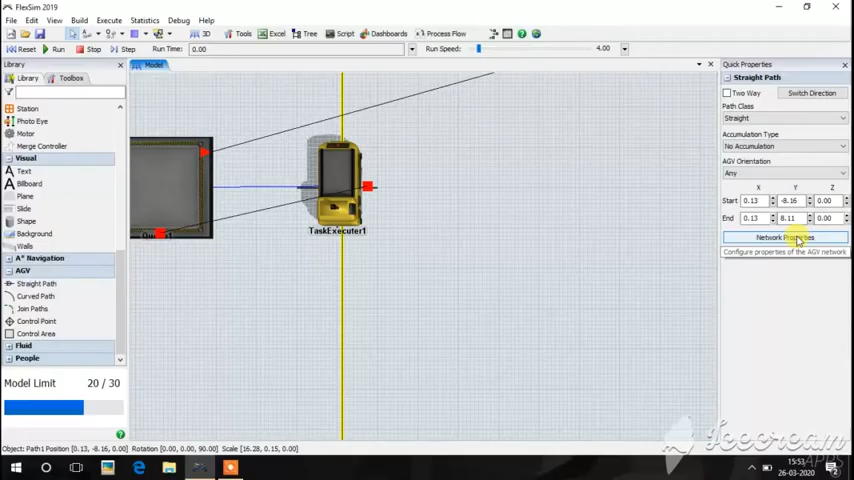 FlexSim 2019
File Edit View Build Execute Statistics Debug Help
3D Tools Excel Tree Script Dashboards Process Flow
Reset Run Stop Step Run Time: 0.00 Run Speed: 4.00
Library
Library Toolbox
Station
Photo Eye
Motor
Merge Controller
Visual
Text
Billboard
Plane
Slide
Shape
Background
Walls
A* Navigation
AGV
Straight Path
Curved Path
Join Paths
Control Point
Control Area
Fluid
People
Model Limit 20 / 30
Model
TaskExecuter1
Quick Properties
Straight Path
Two Way Switch Direction
Path Class
Straight
Accumulation Type
No Accumulation
AGV Orientation
Any
X Y Z
Start 0.13 -8.16 0.00
End 0.13 8.11 0.00
Network Properties
Configure properties of the AGV network
Object: Path1 Position [0.13, -8.16, 0.00] Rotation [0.00, 0.00, 90.00] Scale [16.28, 0.15, 0.00]
Icecream
APPS
15:53
26-03-2020
2